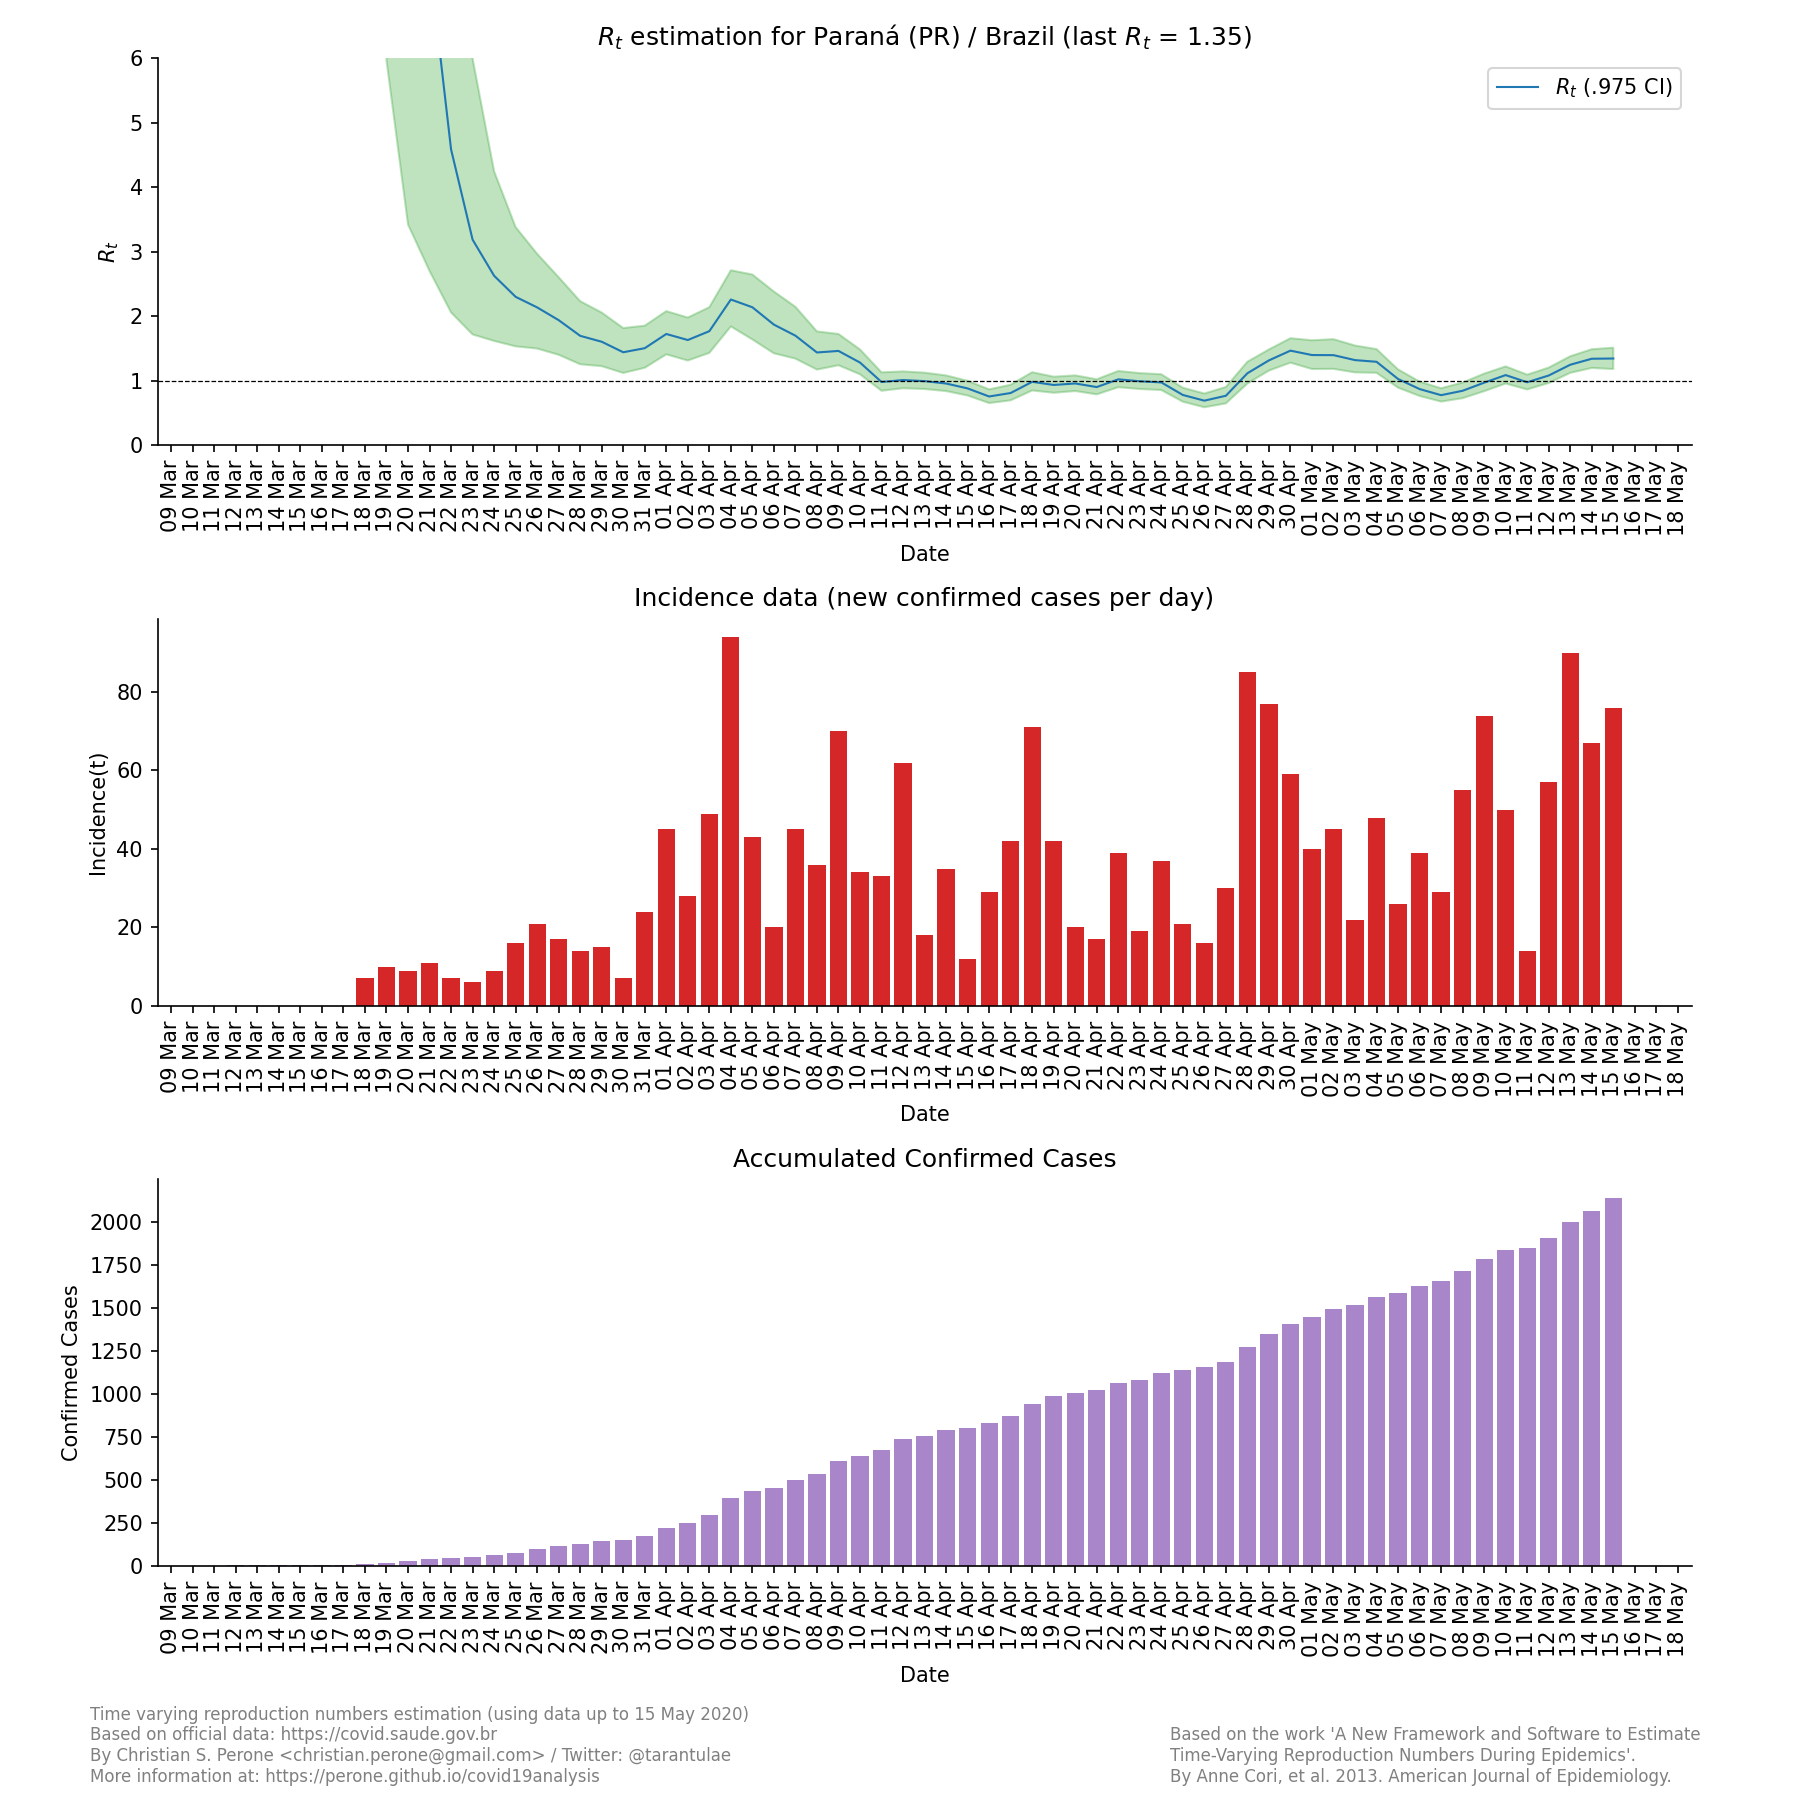 R_t estimation for Paraná (PR) / Brazil (last R_t = 1.35)
R_t (.975 CI)
6
5
4
3
2
1
0
R_t
09 Mar 10 Mar 11 Mar 12 Mar 13 Mar 14 Mar 15 Mar 16 Mar 17 Mar 18 Mar 19 Mar 20 Mar 21 Mar 22 Mar 23 Mar 24 Mar 25 Mar 26 Mar 27 Mar 28 Mar 29 Mar 30 Mar 31 Mar 01 Apr 02 Apr 03 Apr 04 Apr 05 Apr 06 Apr 07 Apr 08 Apr 09 Apr 10 Apr 11 Apr 12 Apr 13 Apr 14 Apr 15 Apr 16 Apr 17 Apr 18 Apr 19 Apr 20 Apr 21 Apr 22 Apr 23 Apr 24 Apr 25 Apr 26 Apr 27 Apr 28 Apr 29 Apr 30 Apr 01 May 02 May 03 May 04 May 05 May 06 May 07 May 08 May 09 May 10 May 11 May 12 May 13 May 14 May 15 May 16 May 17 May 18 May
Date
Incidence data (new confirmed cases per day)
80
60
40
20
0
Incidence(t)
09 Mar 10 Mar 11 Mar 12 Mar 13 Mar 14 Mar 15 Mar 16 Mar 17 Mar 18 Mar 19 Mar 20 Mar 21 Mar 22 Mar 23 Mar 24 Mar 25 Mar 26 Mar 27 Mar 28 Mar 29 Mar 30 Mar 31 Mar 01 Apr 02 Apr 03 Apr 04 Apr 05 Apr 06 Apr 07 Apr 08 Apr 09 Apr 10 Apr 11 Apr 12 Apr 13 Apr 14 Apr 15 Apr 16 Apr 17 Apr 18 Apr 19 Apr 20 Apr 21 Apr 22 Apr 23 Apr 24 Apr 25 Apr 26 Apr 27 Apr 28 Apr 29 Apr 30 Apr 01 May 02 May 03 May 04 May 05 May 06 May 07 May 08 May 09 May 10 May 11 May 12 May 13 May 14 May 15 May 16 May 17 May 18 May
Date
Accumulated Confirmed Cases
2000
1750
1500
1250
1000
750
500
250
0
Confirmed Cases
09 Mar 10 Mar 11 Mar 12 Mar 13 Mar 14 Mar 15 Mar 16 Mar 17 Mar 18 Mar 19 Mar 20 Mar 21 Mar 22 Mar 23 Mar 24 Mar 25 Mar 26 Mar 27 Mar 28 Mar 29 Mar 30 Mar 31 Mar 01 Apr 02 Apr 03 Apr 04 Apr 05 Apr 06 Apr 07 Apr 08 Apr 09 Apr 10 Apr 11 Apr 12 Apr 13 Apr 14 Apr 15 Apr 16 Apr 17 Apr 18 Apr 19 Apr 20 Apr 21 Apr 22 Apr 23 Apr 24 Apr 25 Apr 26 Apr 27 Apr 28 Apr 29 Apr 30 Apr 01 May 02 May 03 May 04 May 05 May 06 May 07 May 08 May 09 May 10 May 11 May 12 May 13 May 14 May 15 May 16 May 17 May 18 May
Date
Time varying reproduction numbers estimation (using data up to 15 May 2020)
Based on official data: https://covid.saude.gov.br
By Christian S. Perone <christian.perone@gmail.com> / Twitter: @tarantulae
More information at: https://perone.github.io/covid19analysis
Based on the work 'A New Framework and Software to Estimate
Time-Varying Reproduction Numbers During Epidemics'.
By Anne Cori, et al. 2013. American Journal of Epidemiology.